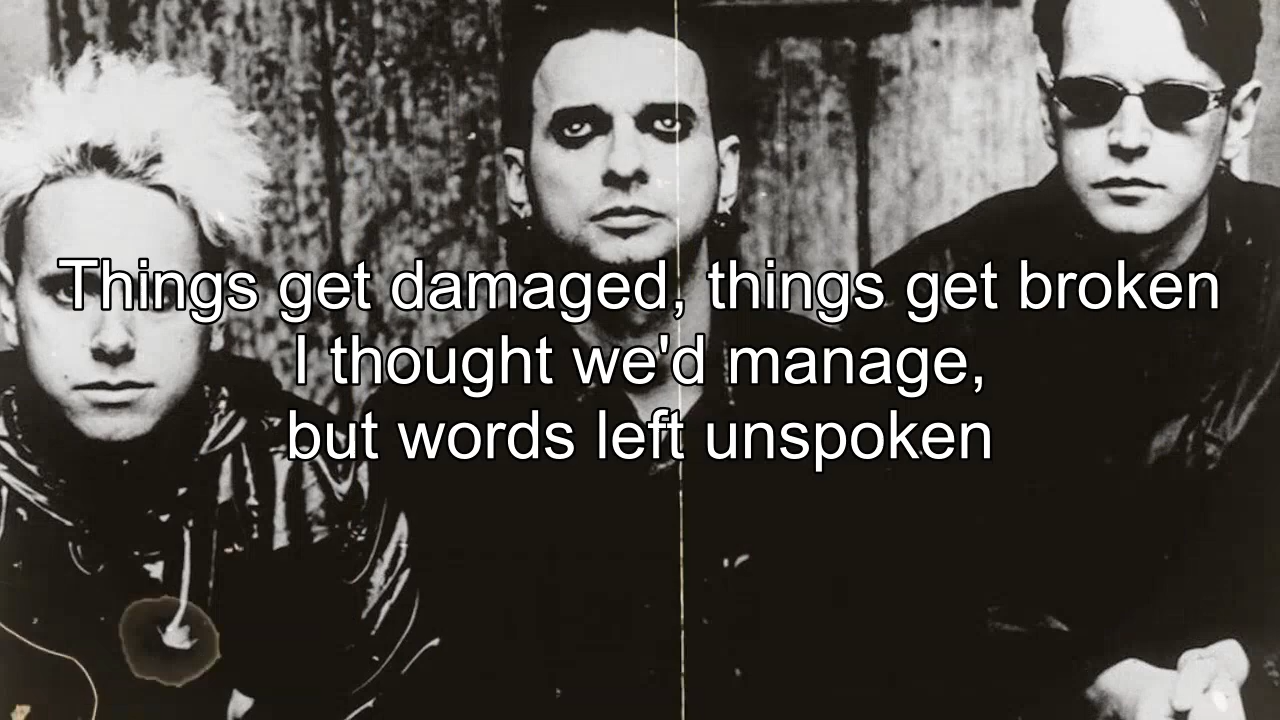 Things get damaged, things get broken
I thought we'd manage,
but words left unspoken